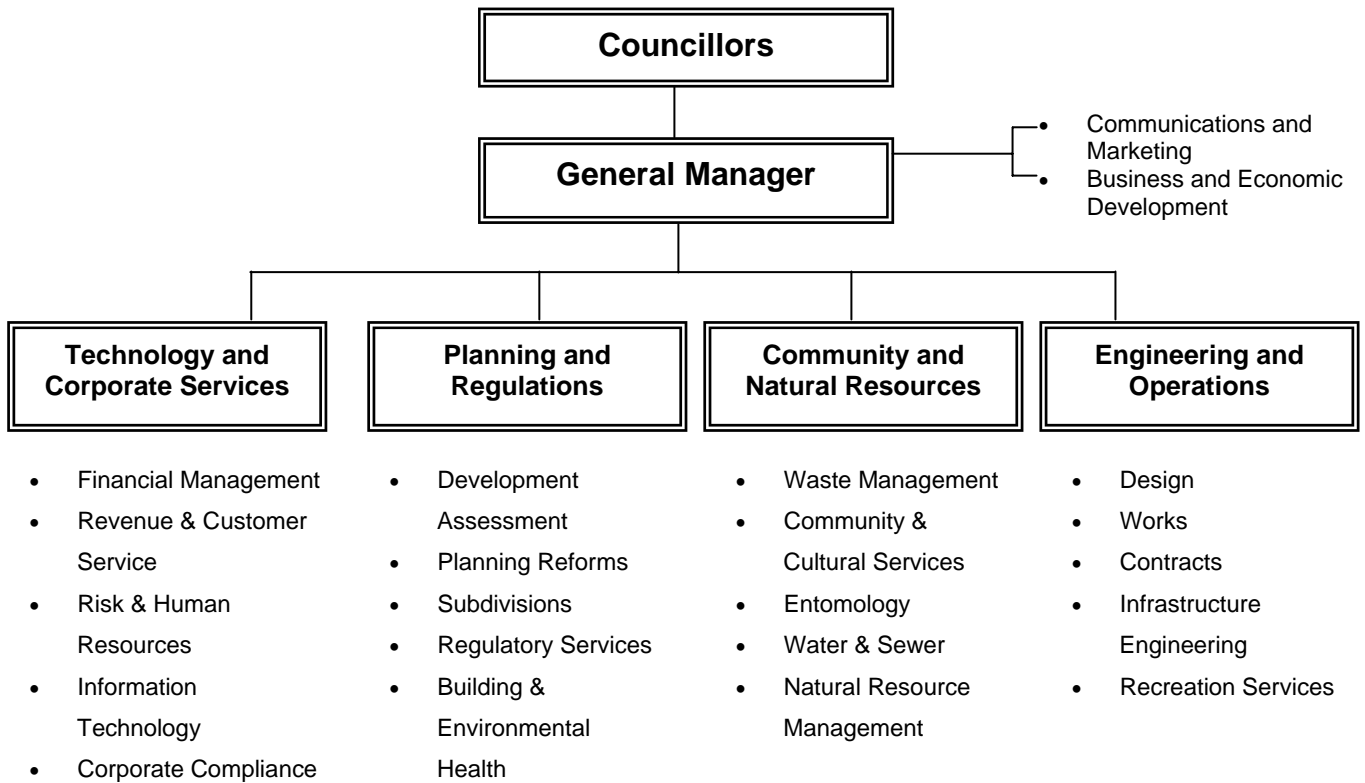 Councillors
General Manager
• Communications and
Marketing
• Business and Economic
Development
Technology and
Corporate Services
• Financial Management
• Revenue & Customer
Service
• Risk & Human
Resources
• Information
Technology
• Corporate Compliance
Planning and
Regulations
• Development
Assessment
• Planning Reforms
• Subdivisions
• Regulatory Services
• Building &
Environmental
Health
Community and
Natural Resources
• Waste Management
• Community &
Cultural Services
• Entomology
• Water & Sewer
• Natural Resource
Management
Engineering and
Operations
• Design
• Works
• Contracts
• Infrastructure
Engineering
• Recreation Services